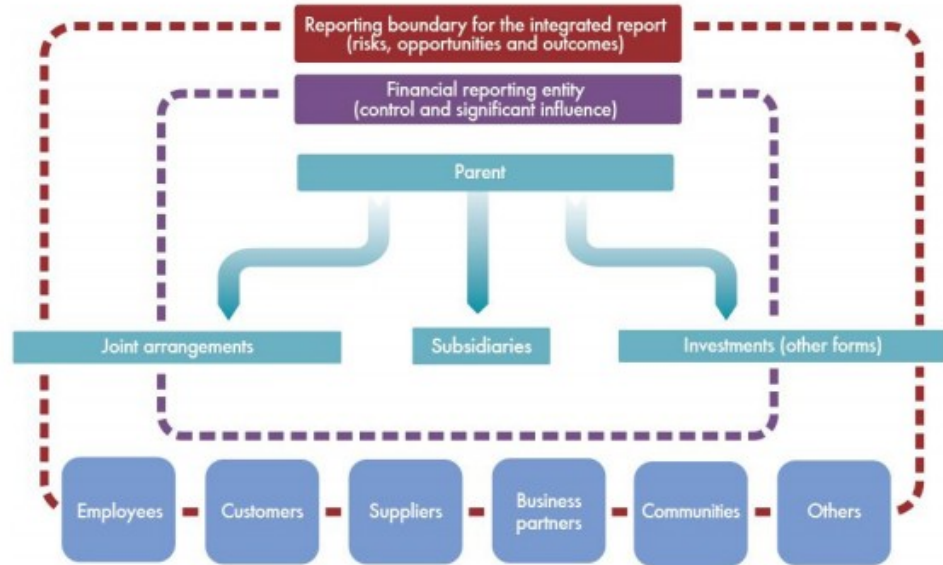 Reporting boundary for the integrated report
(risks, opportunities and outcomes)
Financial reporting entity
(control and significant influence)
Parent
Joint arrangements
Subsidiaries
Investments (other forms)
Employees
Customers
Suppliers
Business
partners
Communities
Others